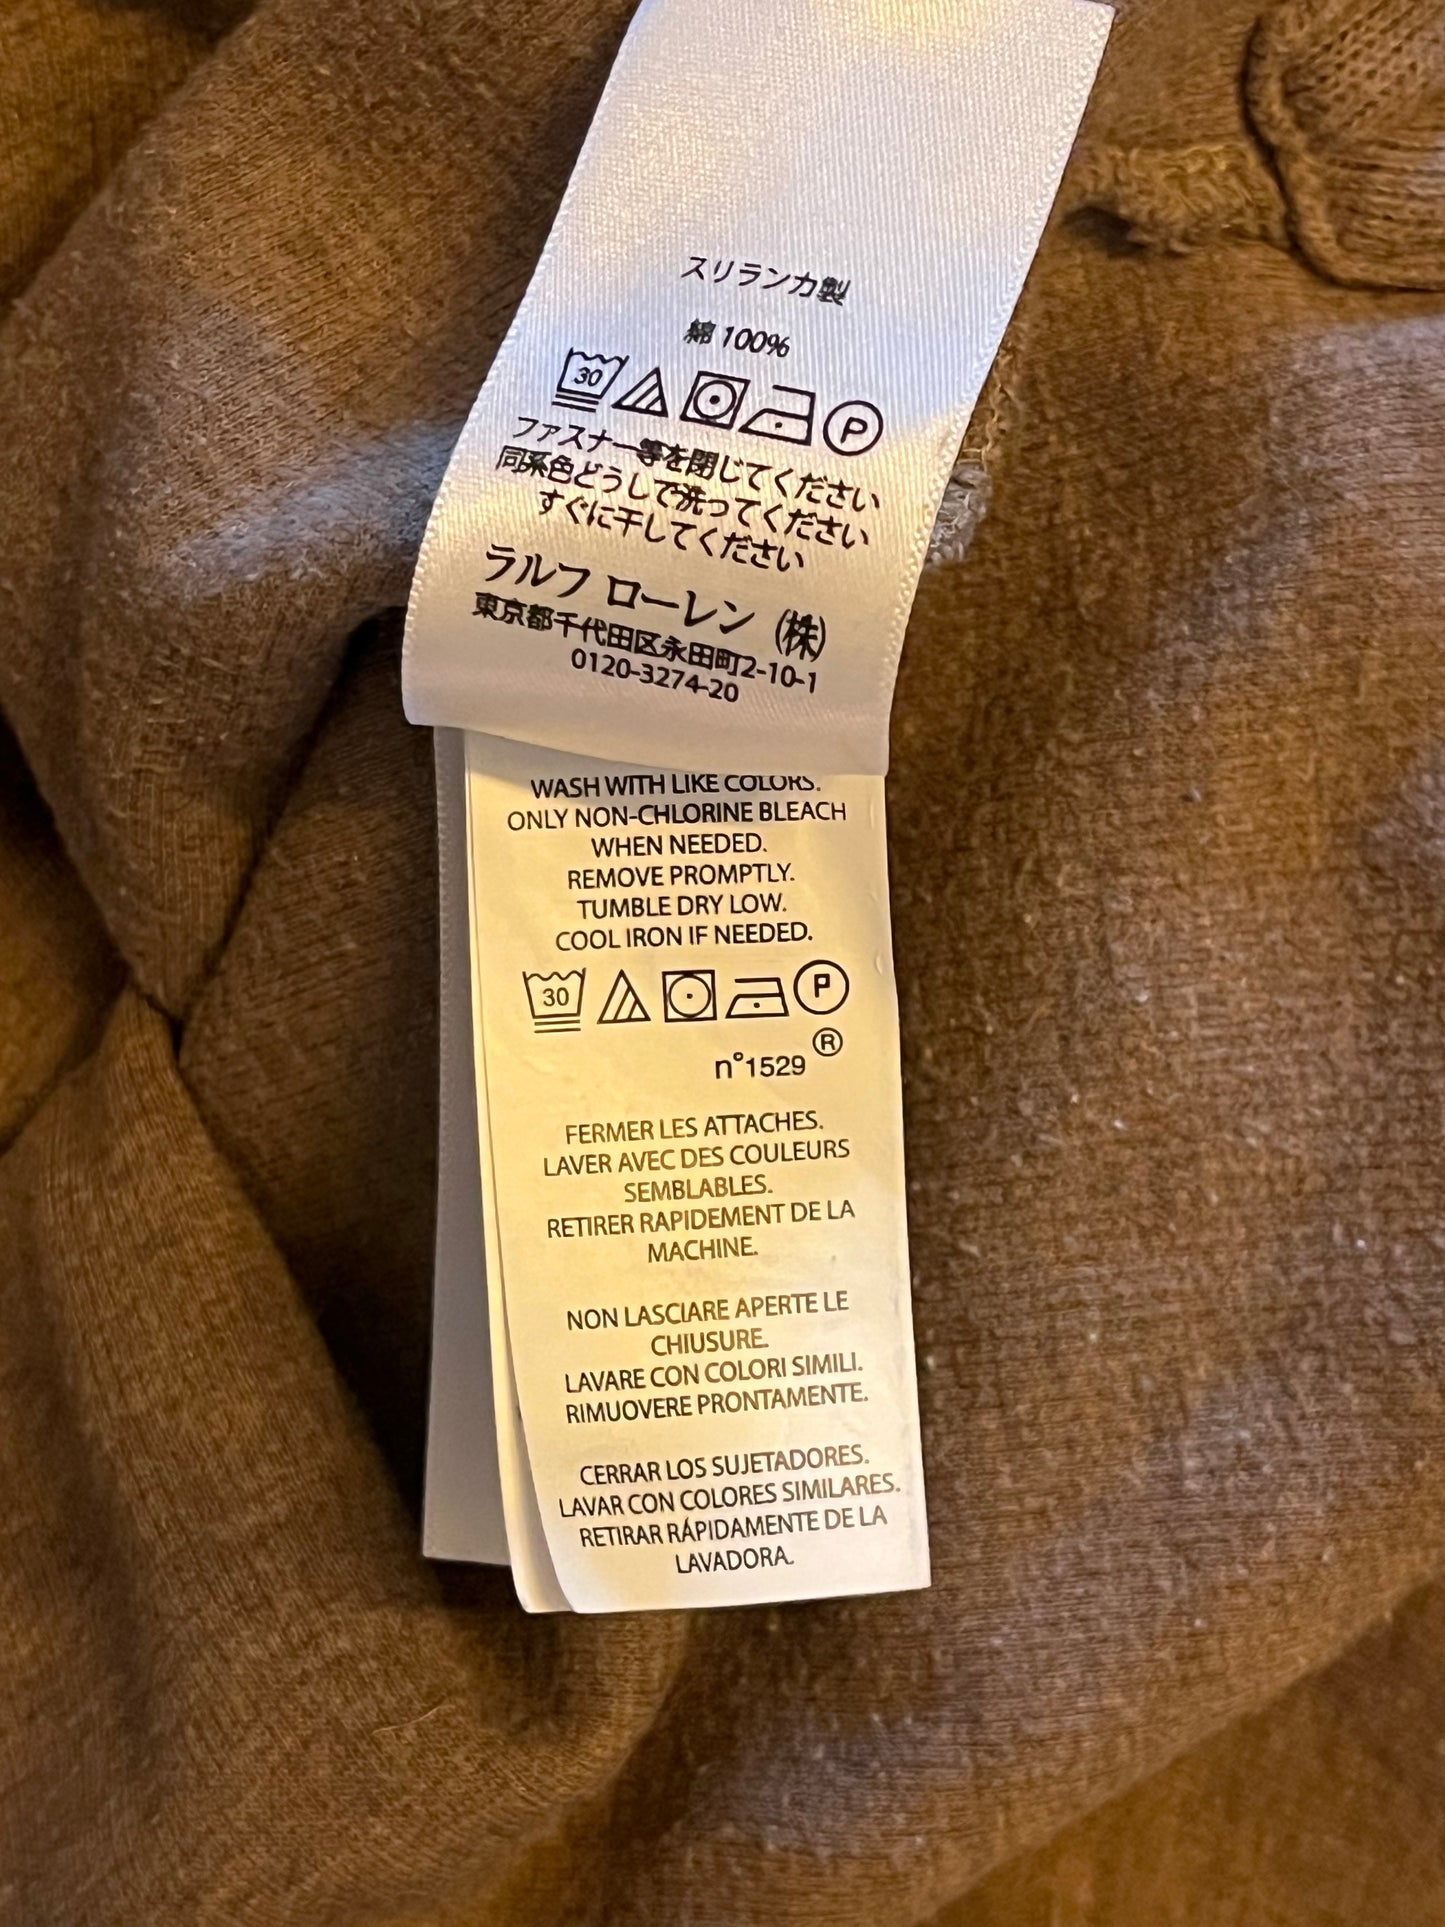 スリランカ製
綿 100%
30
P
ファスナー等を閉じてください
同系色どうしで洗ってください
すぐに干してください
ラルフ ローレン (株)
東京都千代田区永田町2-10-1
0120-3274-20
WASH WITH LIKE COLORS.
ONLY NON-CHLORINE BLEACH
WHEN NEEDED.
REMOVE PROMPTLY.
TUMBLE DRY LOW.
COOL IRON IF NEEDED.
30
P
n°1529 ®
FERMER LES ATTACHES.
LAVER AVEC DES COULEURS
SEMBLABLES.
RETIRER RAPIDEMENT DE LA
MACHINE.
NON LASCIARE APERTE LE
CHIUSURE.
LAVARE CON COLORI SIMILI.
RIMUOVERE PRONTAMENTE.
CERRAR LOS SUJETADORES.
LAVAR CON COLORES SIMILARES.
RETIRAR RÁPIDAMENTE DE LA
LAVADORA.